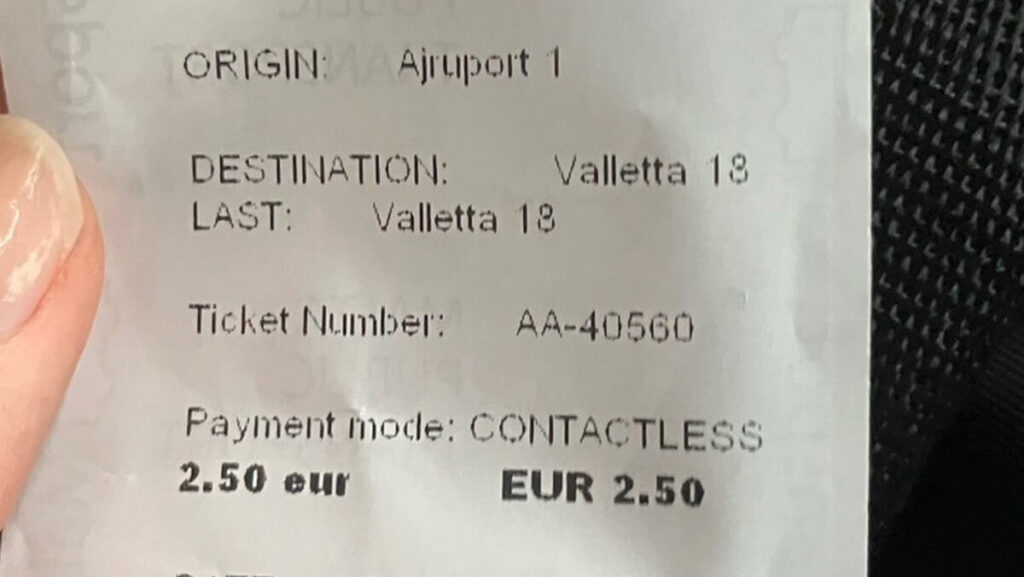 ORIGIN: Ajruport 1
DESTINATION: Valletta 18
LAST: Valletta 18
Ticket Number: AA-40560
Payment mode: CONTACTLESS
2.50 eur EUR 2.50